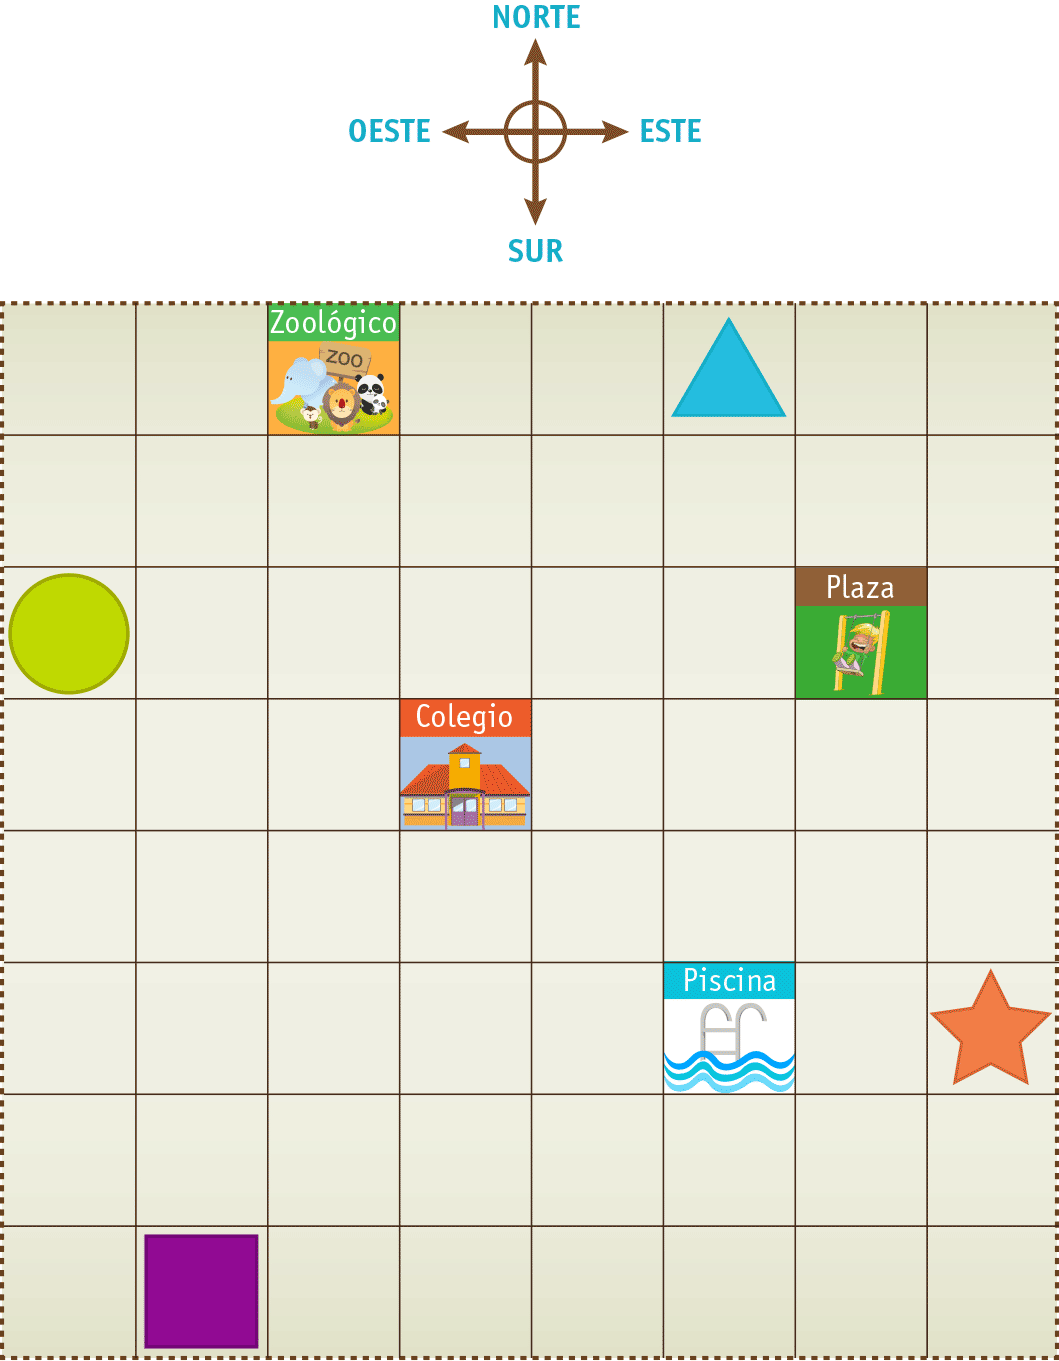 NORTE
OESTE
ESTE
SUR
Zoológico
ZOO
Plaza
Colegio
Piscina